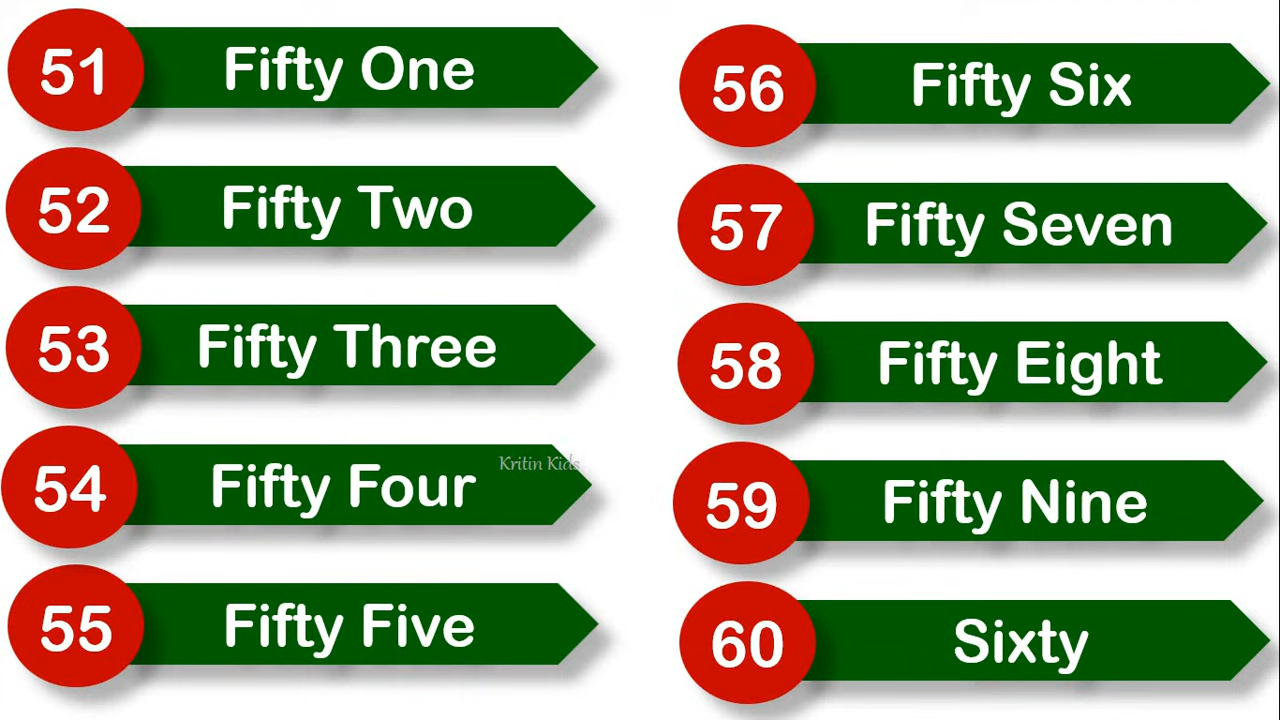 51 Fifty One
52 Fifty Two
53 Fifty Three
54 Fifty Four
Kritin Kids
55 Fifty Five
56 Fifty Six
57 Fifty Seven
58 Fifty Eight
59 Fifty Nine
60 Sixty